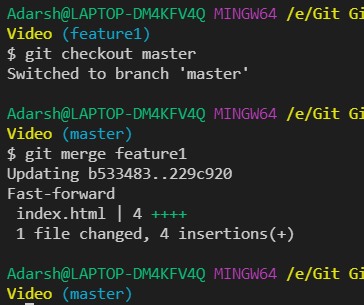 Adarsh@LAPTOP-DM4KFV4Q MINGW64 /e/Git Gi
Video (feature1)
$ git checkout master
Switched to branch 'master'
Adarsh@LAPTOP-DM4KFV4Q MINGW64 /e/Git Gi
Video (master)
$ git merge feature1
Updating b533483..229c920
Fast-forward
 index.html | 4 ++++
 1 file changed, 4 insertions(+)
Adarsh@LAPTOP-DM4KFV4Q MINGW64 /e/Git Gi
Video (master)